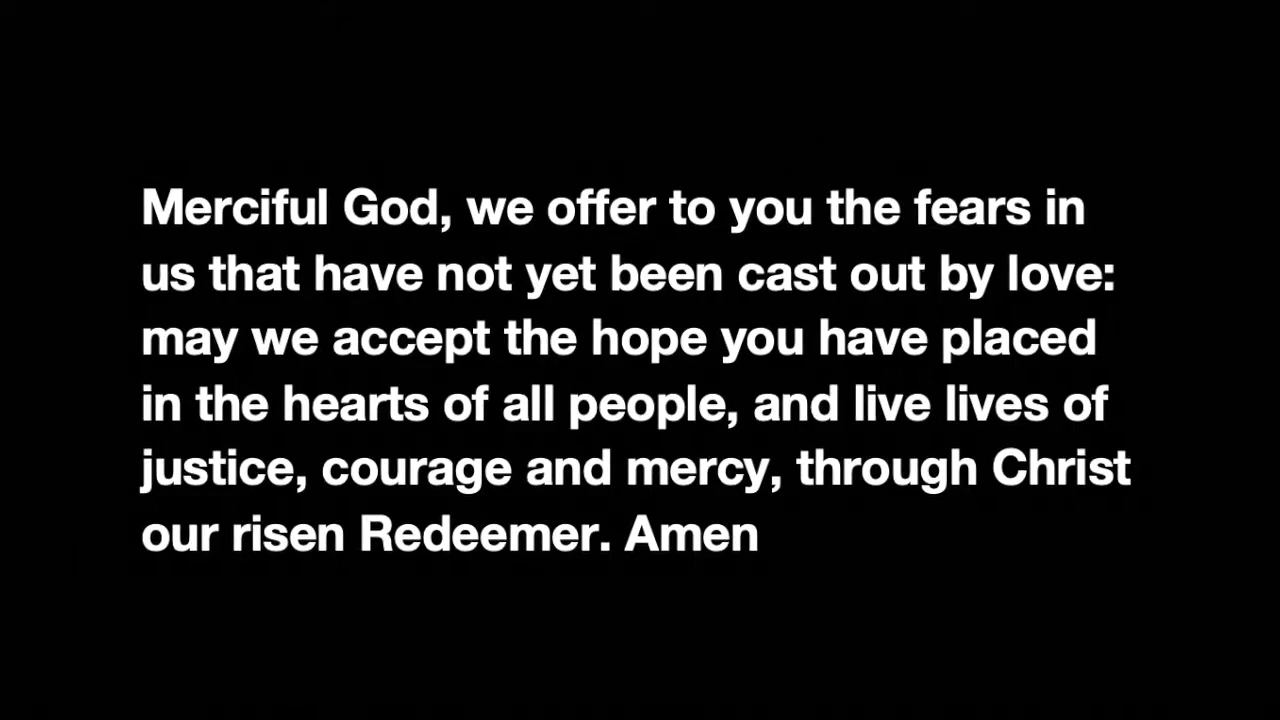 Merciful God, we offer to you the fears in
us that have not yet been cast out by love:
may we accept the hope you have placed
in the hearts of all people, and live lives of
justice, courage and mercy, through Christ
our risen Redeemer. Amen